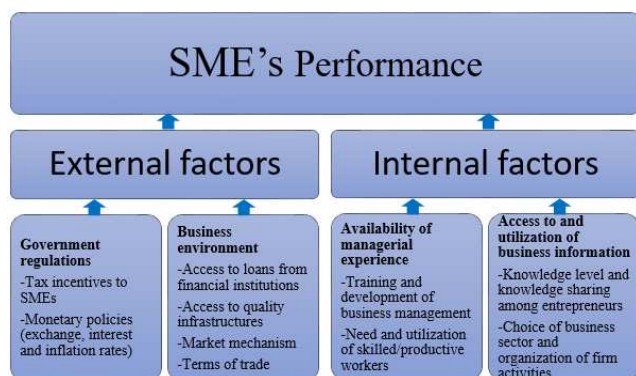 SME's Performance
External factors
Internal factors
Government
regulations
-Tax incentives to
SMEs
-Monetary policies
(exchange, interest
and inflation rates)
Business
environment
-Access to loans from
financial institutions
-Access to quality
infrastructures
-Market mechanism
-Terms of trade
Availability of
managerial
experience
-Training and
development of
business management
-Need and utilization
of skilled/productive
workers
Access to and
utilization of
business information
-Knowledge level and
knowledge sharing
among entrepreneurs
-Choice of business
sector and
organization of firm
activities